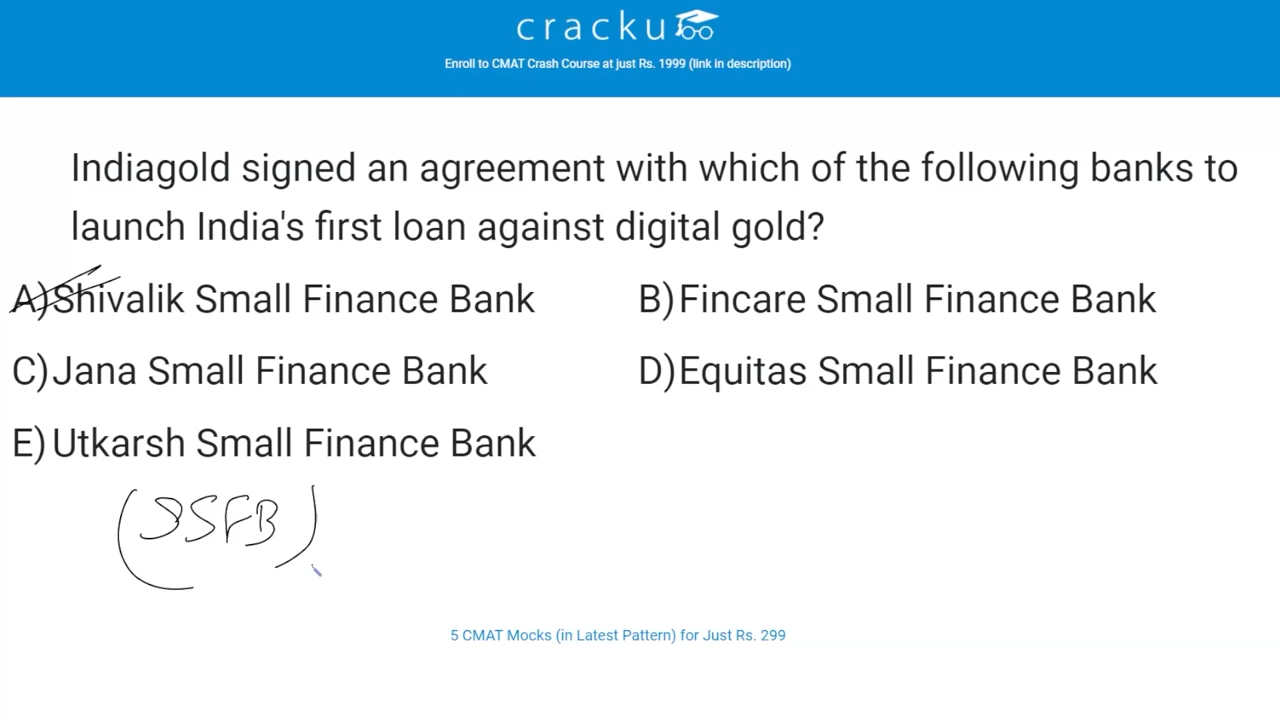 cracku
Enroll to CMAT Crash Course at just Rs. 1999 (link in description)
Indiagold signed an agreement with which of the following banks to
launch India's first loan against digital gold?
A)Shivalik Small Finance Bank
B)Fincare Small Finance Bank
C)Jana Small Finance Bank
D)Equitas Small Finance Bank
E)Utkarsh Small Finance Bank
(SSFB)
5 CMAT Mocks (in Latest Pattern) for Just Rs. 299